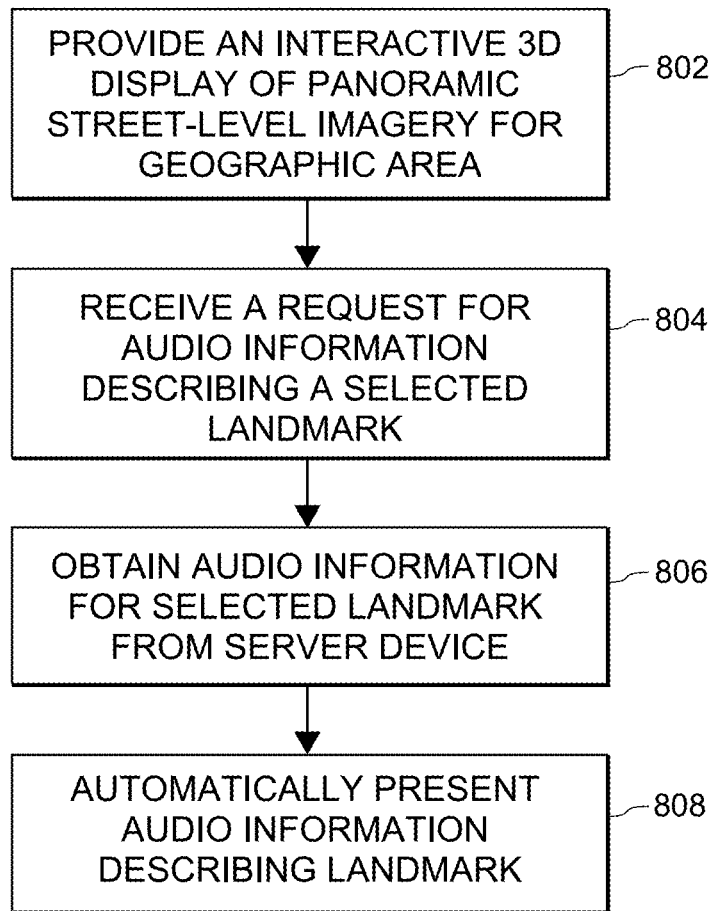 PROVIDE AN INTERACTIVE 3D
DISPLAY OF PANORAMIC
STREET-LEVEL IMAGERY FOR
GEOGRAPHIC AREA
802
RECEIVE A REQUEST FOR
AUDIO INFORMATION
DESCRIBING A SELECTED
LANDMARK
804
OBTAIN AUDIO INFORMATION
FOR SELECTED LANDMARK
FROM SERVER DEVICE
806
AUTOMATICALLY PRESENT
AUDIO INFORMATION
DESCRIBING LANDMARK
808